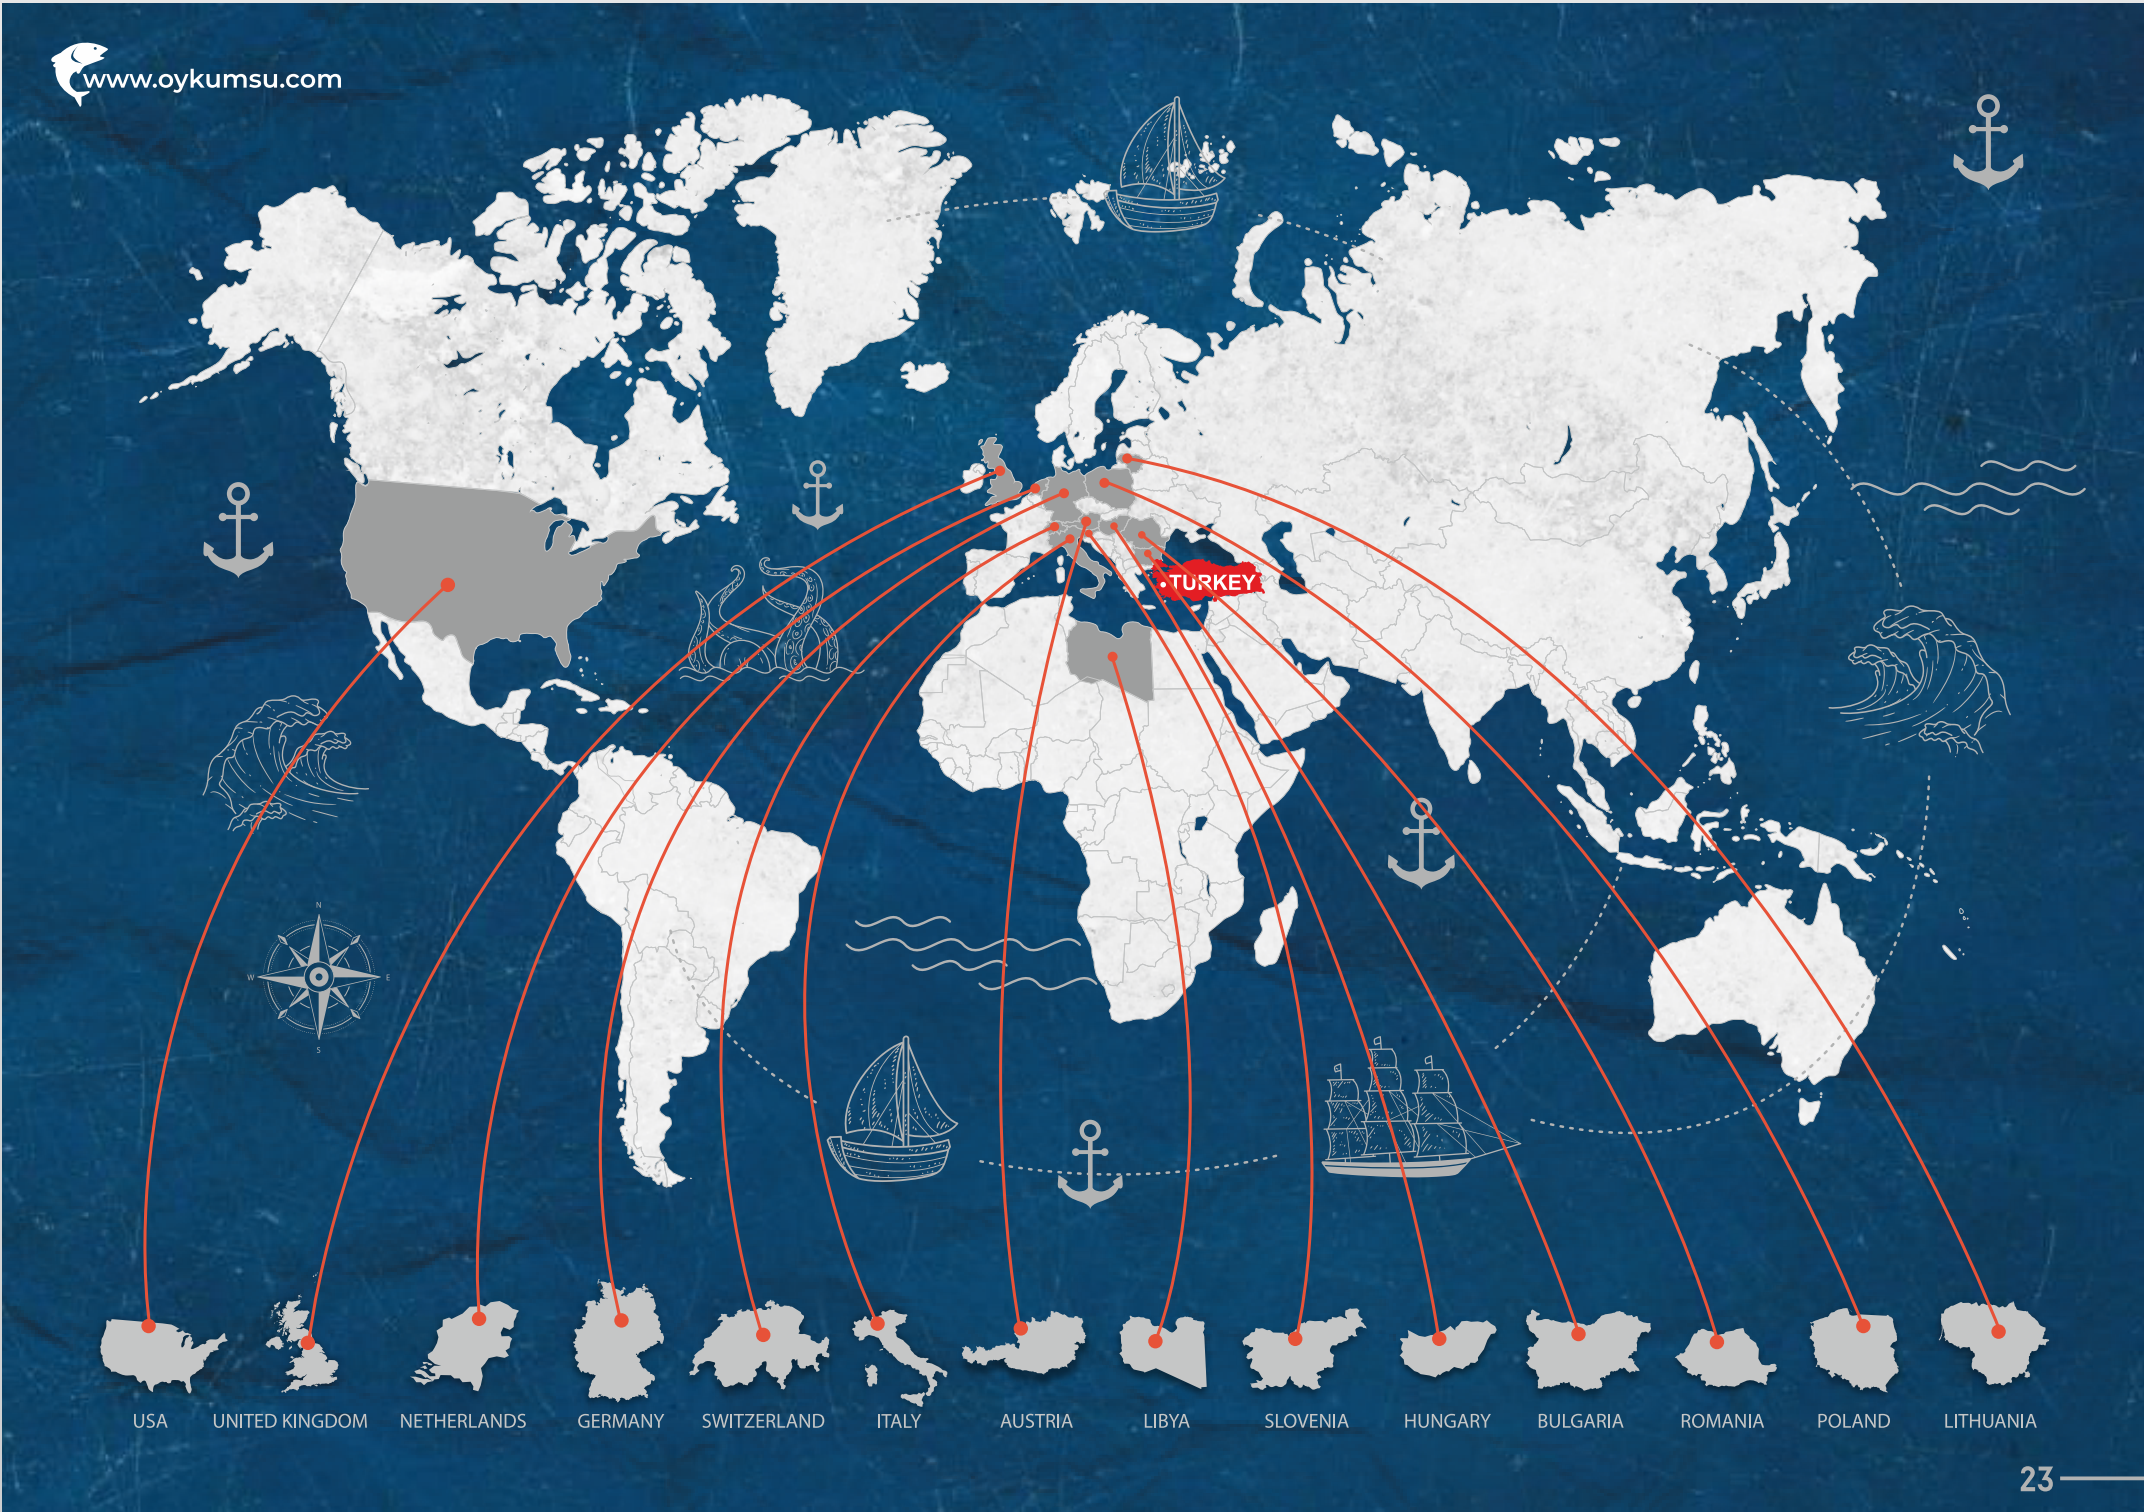 www.oykumsu.com
TURKEY
N
W
E
S
USA
UNITED KINGDOM
NETHERLANDS
GERMANY
SWITZERLAND
ITALY
AUSTRIA
LIBYA
SLOVENIA
HUNGARY
BULGARIA
ROMANIA
POLAND
LITHUANIA
23